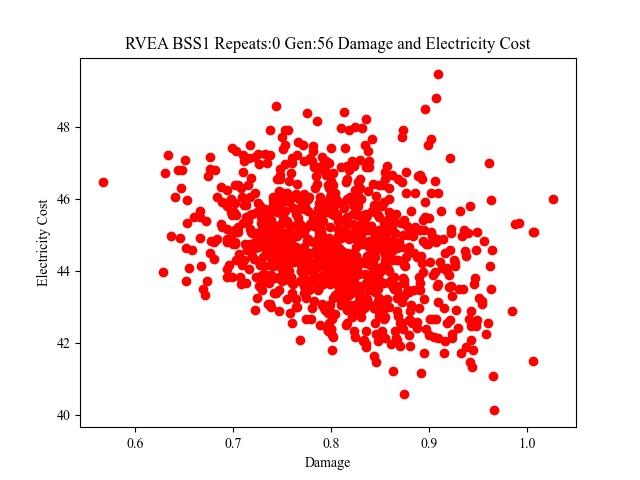 RVEA BSS1 Repeats:0 Gen:56 Damage and Electricity Cost
48
46
44
42
40
Electricity Cost
0.6 0.7 0.8 0.9 1.0
Damage